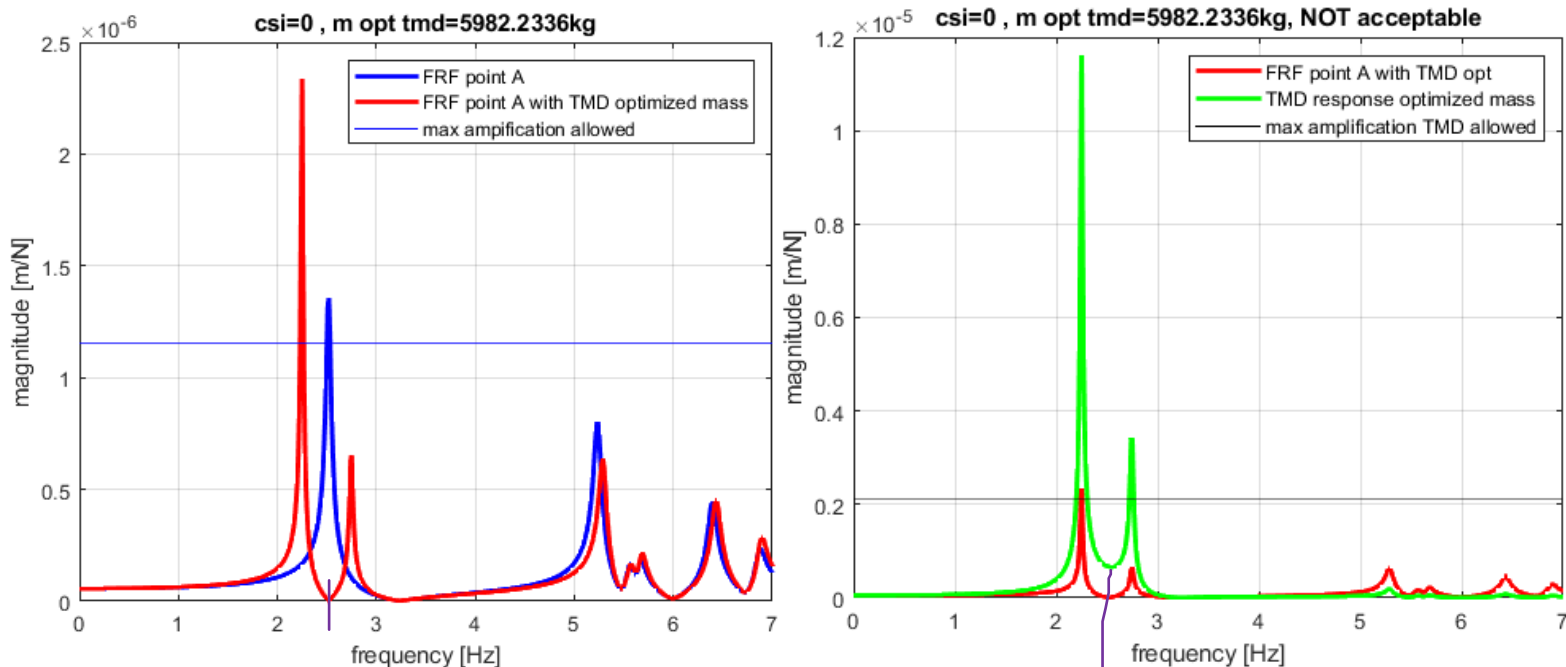 csi=0 , m opt tmd=5982.2336kg
×10-6
2.5
2
1.5
1
0.5
0
magnitude [m/N]
FRF point A
FRF point A with TMD optimized mass
max ampification allowed
0 1 2 3 4 5 6 7
frequency [Hz]
csi=0 , m opt tmd=5982.2336kg, NOT acceptable
×10-5
1.2
1
0.8
0.6
0.4
0.2
0
magnitude [m/N]
FRF point A with TMD opt
TMD response optimized mass
max amplification TMD allowed
0 1 2 3 4 5 6 7
frequency [Hz]